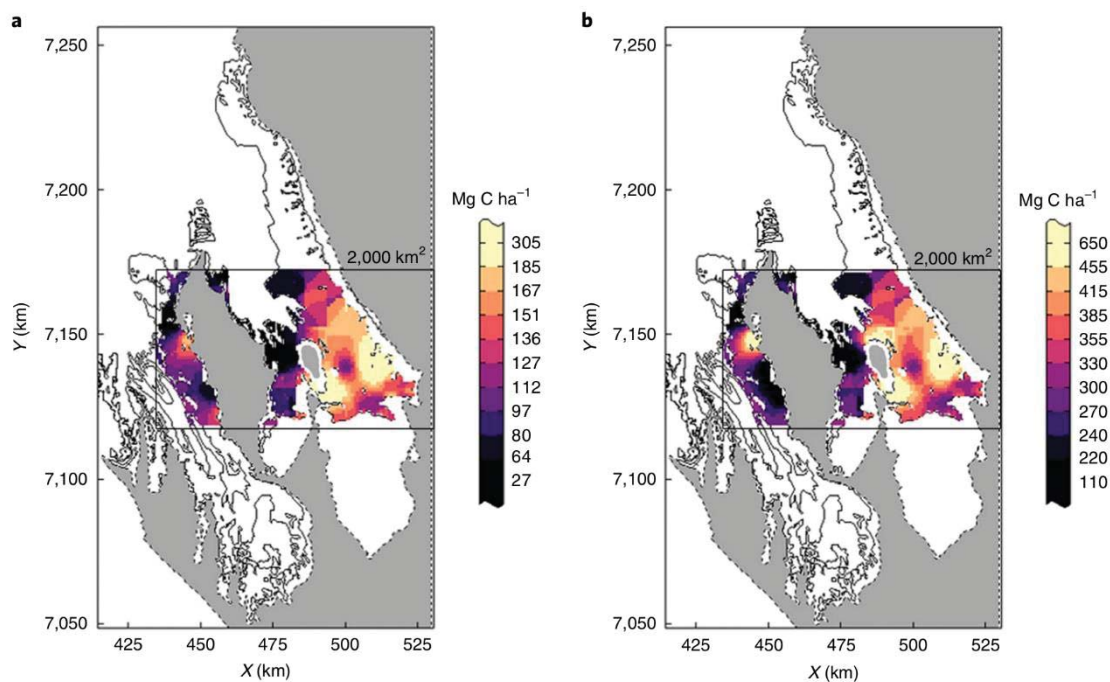 a
7,250
7,200
7,150
7,100
7,050
Y (km)
425 450 475 500 525
X (km)
2,000 km²
Mg C ha⁻¹
305
185
167
151
136
127
112
97
80
64
27
b
7,250
7,200
7,150
7,100
7,050
Y (km)
425 450 475 500 525
X (km)
2,000 km²
Mg C ha⁻¹
650
455
415
385
355
330
300
270
240
220
110